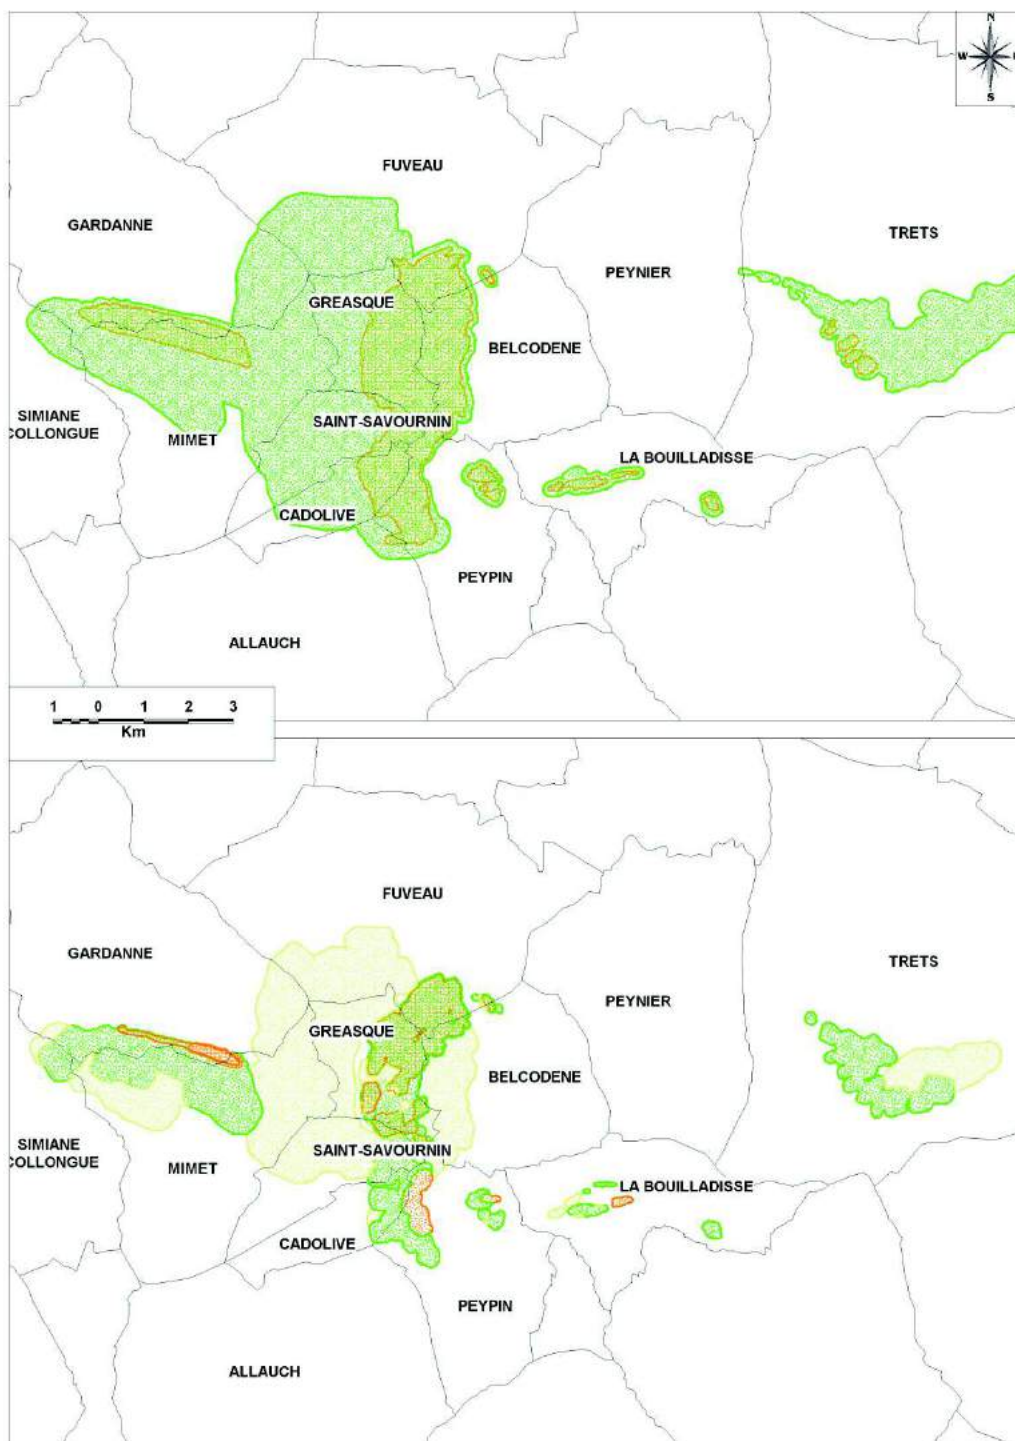 N
W
S
FUVEAU
GARDANNE
TRETS
PEYNIER
GREASQUE
BELCODENE
SIMIANE
COLLONGUE
SAINT-SAVOURNIN
MIMET
LA BOUILLADISSE
CADOLIVE
PEYPIN
ALLAUCH
1 0 1 2 3
Km
FUVEAU
GARDANNE
TRETS
PEYNIER
GREASQUE
BELCODENE
SIMIANE
COLLONGUE
SAINT-SAVOURNIN
MIMET
LA BOUILLADISSE
CADOLIVE
PEYPIN
ALLAUCH